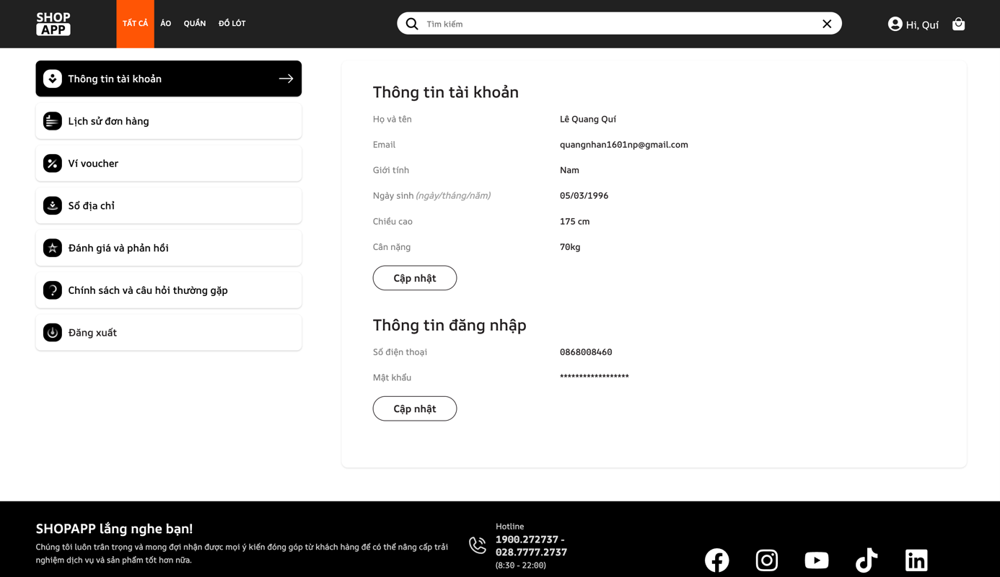 SHOP
APP
TẤT CẢ
ÁO
QUẦN
ĐỒ LÓT
Tìm kiếm
Hi, Quí
Thông tin tài khoản
Lịch sử đơn hàng
Ví voucher
Sổ địa chỉ
Đánh giá và phản hồi
Chính sách và câu hỏi thường gặp
Đăng xuất
Thông tin tài khoản
Họ và tên Lê Quang Quí
Email quangnhan1601np@gmail.com
Giới tính Nam
Ngày sinh (ngày/tháng/năm) 05/03/1996
Chiều cao 175 cm
Cân nặng 70kg
Cập nhật
Thông tin đăng nhập
Số điện thoại 0868008460
Mật khẩu ******************
Cập nhật
SHOPAPP lắng nghe bạn!
Chúng tôi luôn trân trọng và mong đợi nhận được mọi ý kiến đóng góp từ khách hàng để có thể nâng cấp trải
nghiệm dịch vụ và sản phẩm tốt hơn nữa.
Hotline
1900.272737 -
028.7777.2737
(8:30 - 22:00)